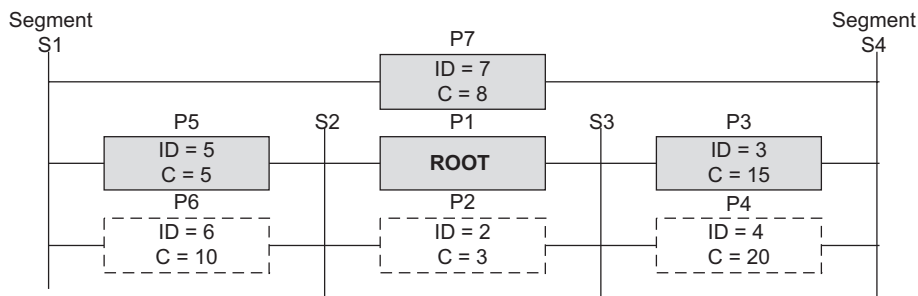 Segment
S1
Segment
S4
P7
ID = 7
C = 8
P5
S2
P1
S3
P3
ID = 5
C = 5
ROOT
ID = 3
C = 15
P6
P2
P4
ID = 6
C = 10
ID = 2
C = 3
ID = 4
C = 20